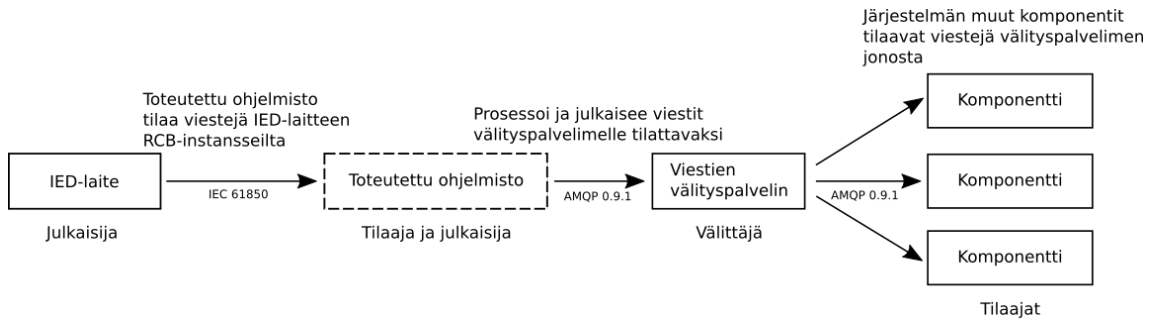 Järjestelmän muut komponentit
tilaavat viestejä välityspalvelimen
jonosta
Toteutettu ohjelmisto
tilaa viestejä IED-laitteen
RCB-instansseilta
Prosessoi ja julkaisee viestit
välityspalvelimelle tilattavaksi
IED-laite
IEC 61850
Toteutettu ohjelmisto
AMQP 0.9.1
Viestien
välityspalvelin
AMQP 0.9.1
Komponentti
Komponentti
Komponentti
Julkaisija
Tilaaja ja julkaisija
Välittäjä
Tilaajat